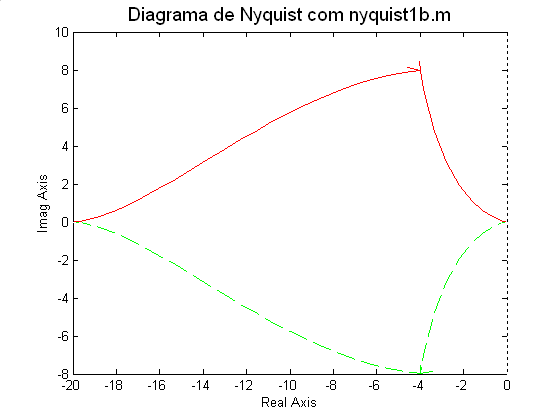 Diagrama de Nyquist com nyquist1b.m
10
8
6
4
2
0
-2
-4
-6
-8
Imag Axis
-20 -18 -16 -14 -12 -10 -8 -6 -4 -2 0
Real Axis